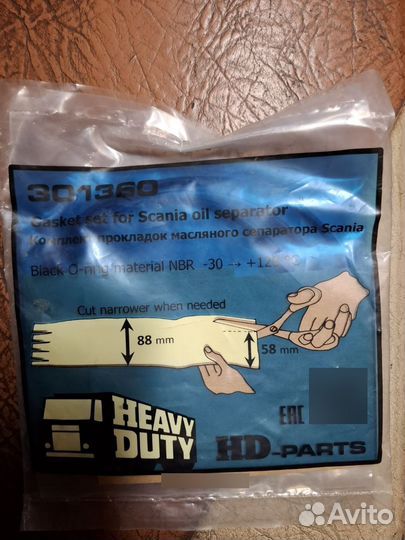 301360
Gasket set for Scania oil separator
Комплект прокладок масляного сепаратора Scania
Black O-ring material NBR -30 →
Cut narrower when needed
88 mm
58 mm
HEAVY
DUTY
EAC
HD-PARTS
Avito